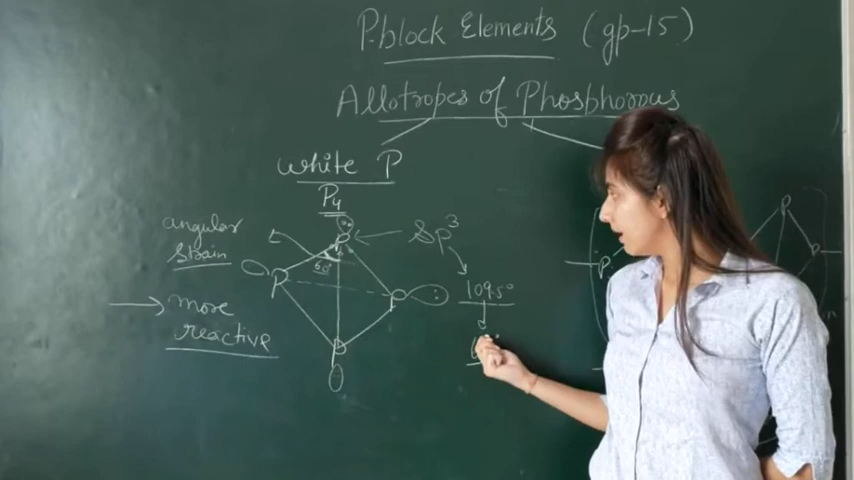 P-block Elements (gp-15)
Allotropes of Phosphorous
white P
P4
angular
strain
60°
sp³
109.5°
more
reactive
P
P
P
P
n